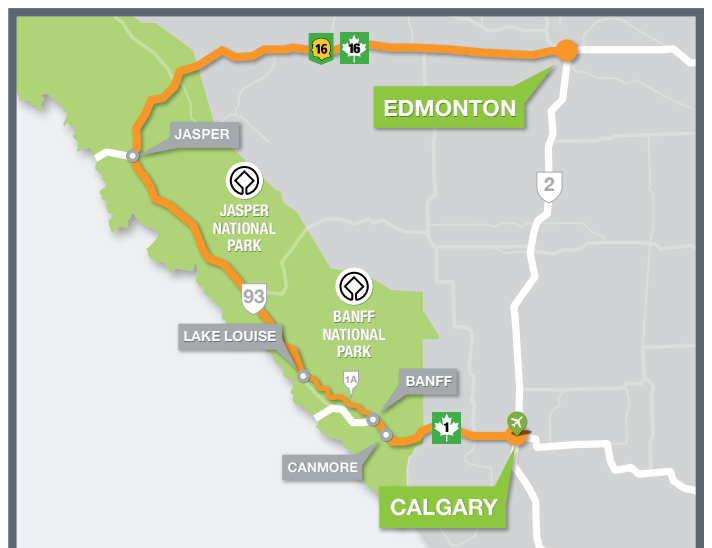 16
16
EDMONTON
JASPER
2
JASPER
NATIONAL
PARK
93
BANFF
NATIONAL
PARK
LAKE LOUISE
1A
BANFF
1
CANMORE
CALGARY